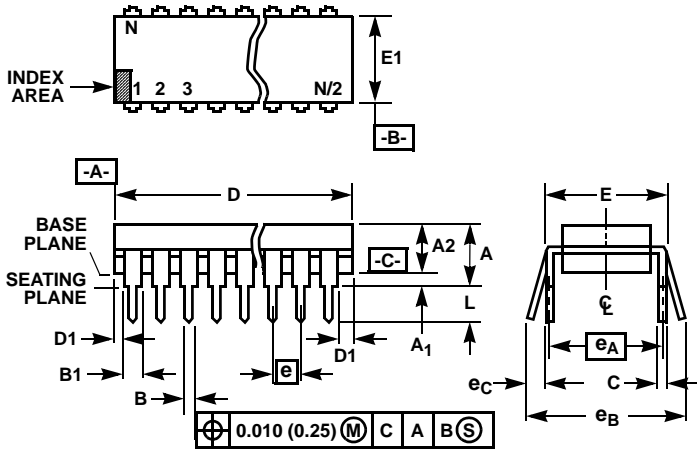 N
INDEX
AREA
1 2 3 N/2
E1
-B-
-A-
D
E
BASE
PLANE
A2
A
-C-
SEATING
PLANE
L
C̲L
D1
A1
D1
eA
B1
e
eC
C
B
eB
0.010 (0.25) Ⓜ C A B Ⓢ